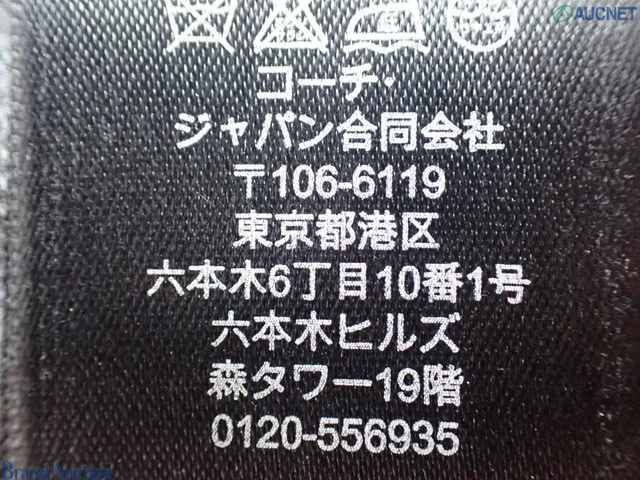 AUCNET
コーチ・
ジャパン合同会社
〒106-6119
東京都港区
六本木6丁目10番1号
六本木ヒルズ
森タワー19階
0120-556935
BrandAuction